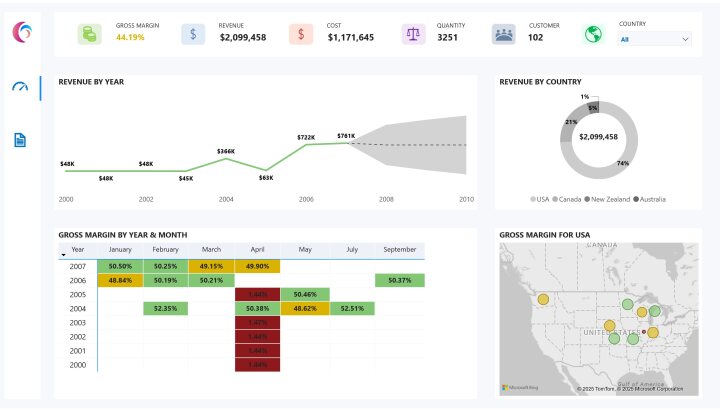 GROSS MARGIN
44.19%
REVENUE
$2,099,458
COST
$1,171,645
QUANTITY
3251
CUSTOMER
102
COUNTRY
All
REVENUE BY YEAR
$48K
$48K
$48K
$45K
$366K
$63K
$722K
$761K
2000 2002 2004 2006 2008 2010
REVENUE BY COUNTRY
1%
5%
21%
$2,099,458
74%
USA Canada New Zealand Australia
GROSS MARGIN BY YEAR & MONTH
Year January February March April May July September
2007 50.50% 50.25% 49.15% 49.90%
2006 48.84% 50.19% 50.21% 50.37%
2005 1.44% 50.46%
2004 52.35% 50.38% 48.62% 52.51%
2003 1.47%
2002 1.44%
2001 1.44%
2000 1.44%
GROSS MARGIN FOR USA
CANADA
UNITED STATES
Gulf of America
Microsoft Bing
© 2025 TomTom, © 2025 Microsoft Corporation